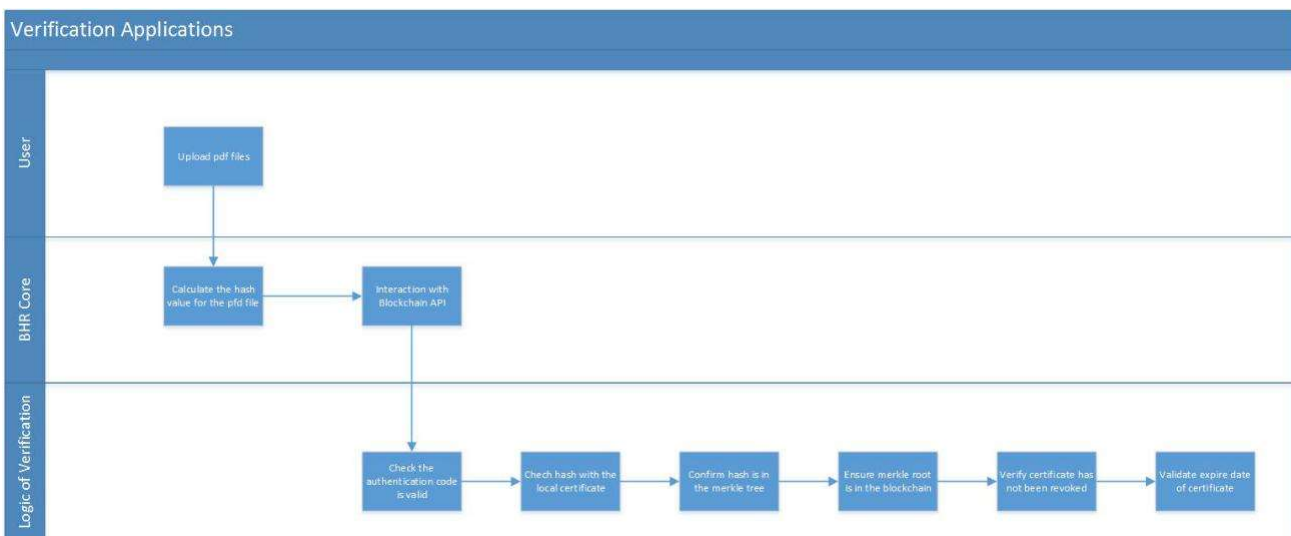 Verification Applications
User
Upload pdf files
BHR Core
Calculate the hash
value for the pfd file
Interaction with
Blockchain API
Logic of Verification
Check the
authentication code
is valid
Chech hash with the
local certificate
Confirm hash is in
the merkle tree
Ensure merkle root
is in the blockchain
Verify certificate has
not been revoked
Validate expire date
of certificate